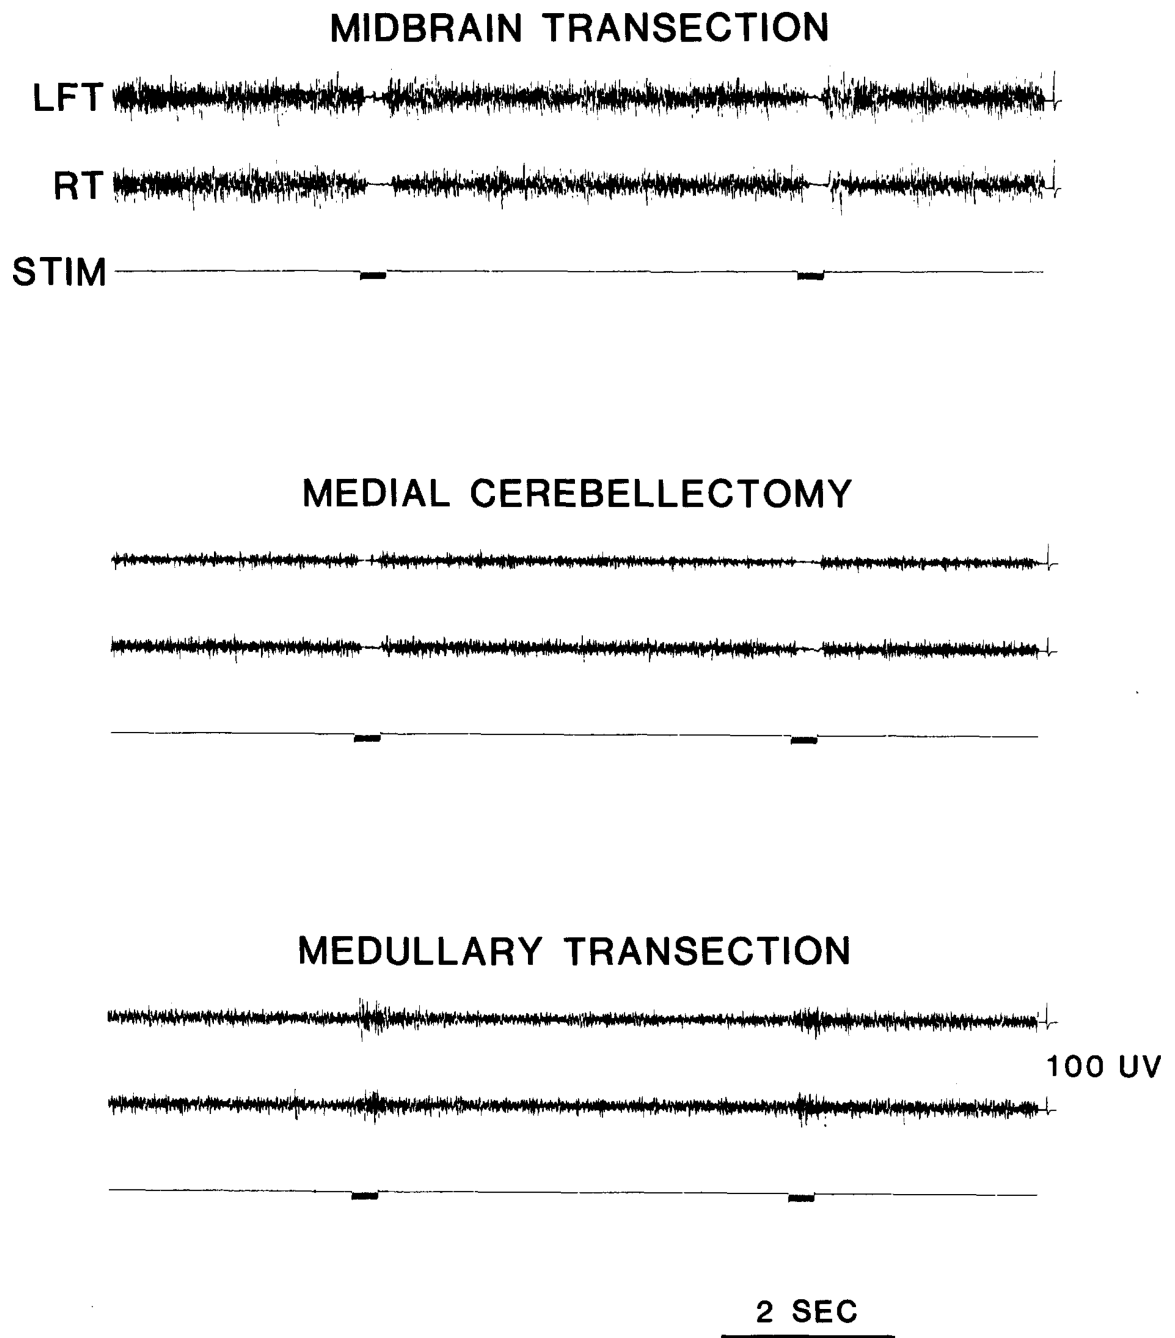 MIDBRAIN TRANSECTION
LFT
RT
STIM
MEDIAL CEREBELLECTOMY
MEDULLARY TRANSECTION
100 UV
2 SEC